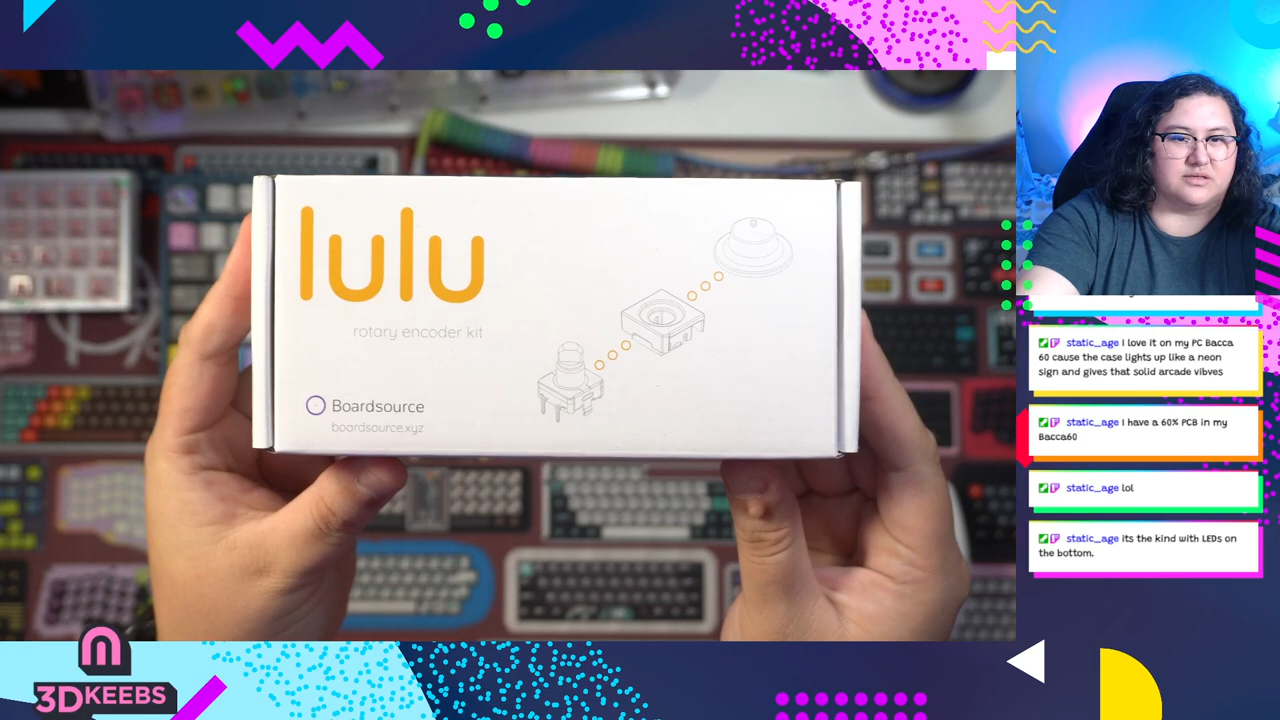 lulu
rotary encoder kit
Boardsource
boardsource.xyz
static_age I love it on my PC Bacca
60 cause the case lights up like a neon
sign and gives that solid arcade vibves
static_age I have a 60% PCB in my
Bacca60
static_age lol
static_age its the kind with LEDs on
the bottom.
3DKEEBS